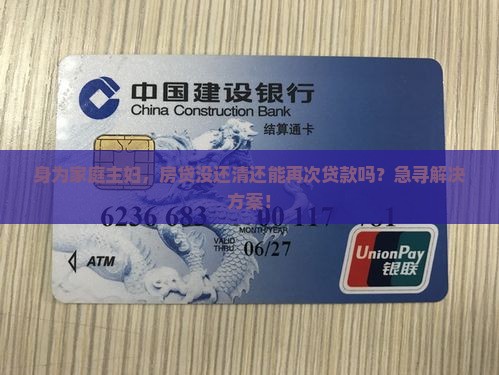 中国建设银行
China Construction Bank
结算通卡
身为家庭主妇，房贷没还清还能再次贷款吗？急寻解决
方案！
6236 683
MONTH/YEAR
VALID
THRU
06/27
ATM
UnionPay
银联